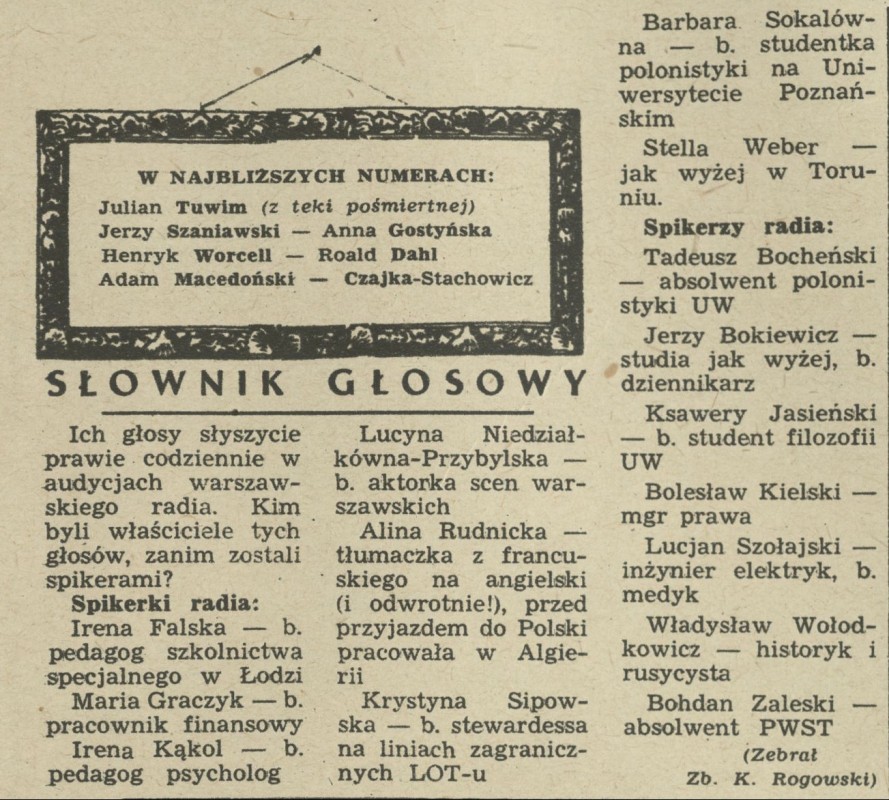 W NAJBLIŻSZYCH NUMERACH:
Julian Tuwim (z teki pośmiertnej)
Jerzy Szaniawski — Anna Gostyńska
Henryk Worcell — Roald Dahl
Adam Macedoński — Czajka-Stachowicz
SŁOWNIK GŁOSOWY
Ich głosy słyszycie
prawie codziennie w
audycjach warszaw-
skiego radia. Kim
byli właściciele tych
głosów, zanim zostali
spikerami?
Spikerki radia:
Irena Falska — b.
pedagog szkolnictwa
specjalnego w Łodzi
Maria Graczyk — b.
pracownik finansowy
Irena Kąkol — b.
pedagog psycholog
Lucyna Niedział-
kówna-Przybylska —
b. aktorka scen war-
szawskich
Alina Rudnicka —
tłumaczka z francu-
skiego na angielski
(i odwrotnie!), przed
przyjazdem do Polski
pracowała w Algie-
rii
Krystyna Sipow-
ska — b. stewardessa
na liniach zagranicz-
nych LOT-u
Barbara Sokalów-
na — b. studentka
polonistyki na Uni-
wersytecie Poznań-
skim
Stella Weber —
jak wyżej w Toru-
niu.
Spikerzy radia:
Tadeusz Bocheński
— absolwent poloni-
styki UW
Jerzy Bokiewicz —
studia jak wyżej, b.
dziennikarz
Ksawery Jasieński
— b. student filozofii
UW
Bolesław Kielski —
mgr prawa
Lucjan Szołajski —
inżynier elektryk, b.
medyk
Władysław Wołod-
kowicz — historyk i
rusycysta
Bohdan Zaleski —
absolwent PWST
(Zebrał
Zb. K. Rogowski)